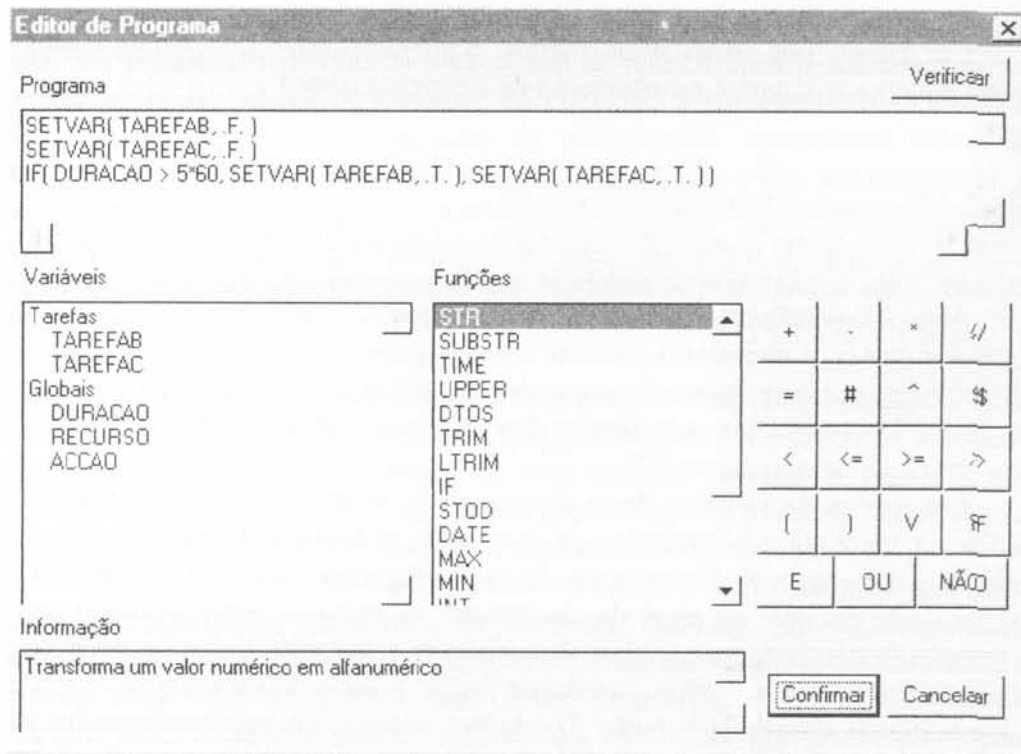 Editor de Programa
Programa
Verificar
SETVAR( TAREFAB, .F. )
SETVAR( TAREFAC, .F. )
IF( DURACAO > 5*60, SETVAR( TAREFAB, .T. ), SETVAR( TAREFAC, .T. ) )
Variáveis
Tarefas
TAREFAB
TAREFAC
Globais
DURACAO
RECURSO
ACCAO
Funções
STR
SUBSTR
TIME
UPPER
DTOS
TRIM
LTRIM
IF
STOD
DATE
MAX
MIN
+ - * /
= # ^ $
< <= >= >
( ) V F
E OU NÃO
Informação
Transforma um valor numérico em alfanumérico
Confirmar Cancelar